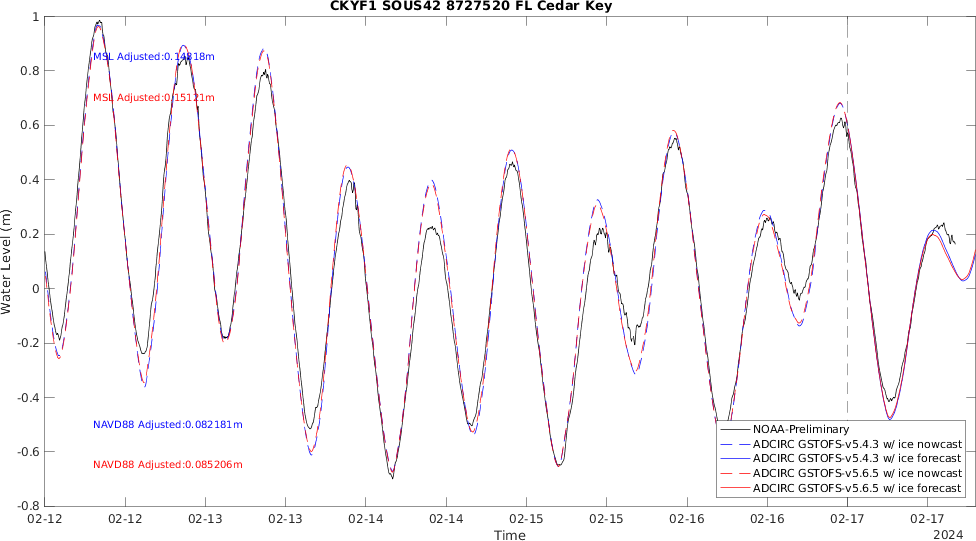 CKYF1 SOUS42 8727520 FL Cedar Key
Water Level (m)
1
0.8
0.6
0.4
0.2
0
-0.2
-0.4
-0.6
-0.8
MSL Adjusted:0.14818m
MSL Adjusted:0.15121m
NAVD88 Adjusted:0.082181m
NAVD88 Adjusted:0.085206m
NOAA-Preliminary
ADCIRC GSTOFS-v5.4.3 w/ ice nowcast
ADCIRC GSTOFS-v5.4.3 w/ ice forecast
ADCIRC GSTOFS-v5.6.5 w/ ice nowcast
ADCIRC GSTOFS-v5.6.5 w/ ice forecast
02-12 02-12 02-13 02-13 02-14 02-14 02-15 02-15 02-16 02-16 02-17 02-17
Time
2024